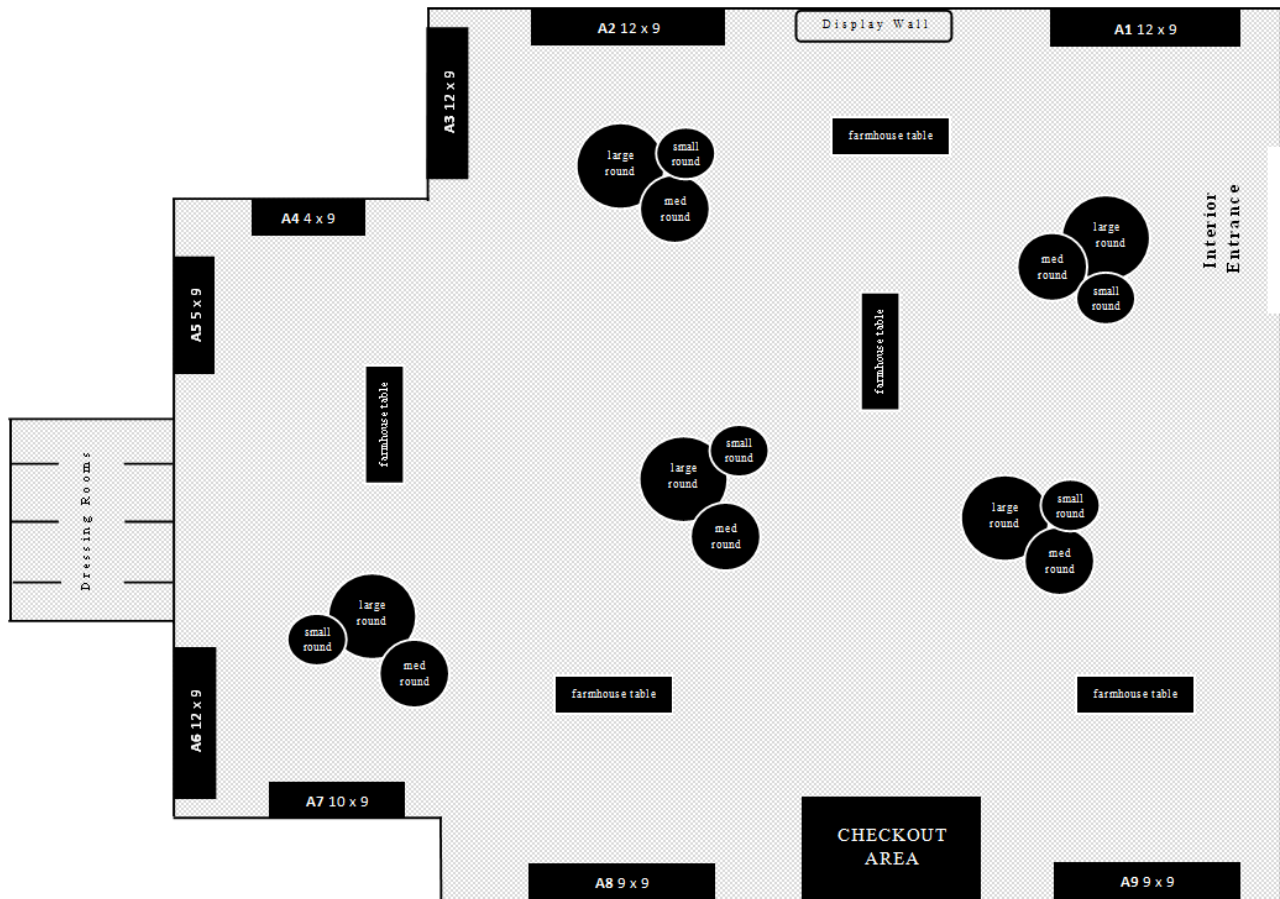 A2 12 x 9
Display Wall
A1 12 x 9
A3 12 x 9
farmhouse table
large
round
small
round
med
round
Interior
Entrance
large
round
med
round
small
round
A4 4 x 9
A5 5 x 9
farmhouse table
farmhouse table
Dressing Rooms
large
round
small
round
med
round
large
round
small
round
med
round
large
round
small
round
med
round
farmhouse table
farmhouse table
A6 12 x 9
A7 10 x 9
CHECKOUT
AREA
A8 9 x 9
A9 9 x 9